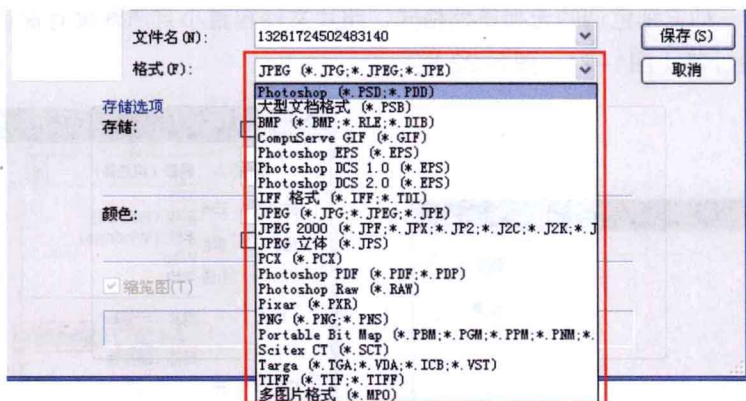 文件名(N): 13261724502483140 保存(S)
格式(F): JPEG (*.JPG;*.JPEG;*.JPE) 取消
Photoshop (*.PSD;*.PDD)
存储选项 大型文档格式 (*.PSB)
存储: BMP (*.BMP;*.RLE;*.DIB)
CompuServe GIF (*.GIF)
Photoshop EPS (*.EPS)
Photoshop DCS 1.0 (*.EPS)
Photoshop DCS 2.0 (*.EPS)
IFF 格式 (*.IFF;*.TDI)
颜色: JPEG (*.JPG;*.JPEG;*.JPE)
JPEG 2000 (*.JPF;*.JPX;*.JP2;*.J2C;*.J2K;*.J
JPEG 立体 (*.JPS)
PCX (*.PCX)
Photoshop PDF (*.PDF;*.PDP)
缩览图(T) Photoshop Raw (*.RAW)
Pixar (*.PXR)
PNG (*.PNG;*.PNS)
Portable Bit Map (*.PBM;*.PGM;*.PPM;*.PNM;*.
Scitex CT (*.SCT)
Targa (*.TGA;*.VDA;*.ICB;*.VST)
TIFF (*.TIF;*.TIFF)
多图片格式 (*.MPO)